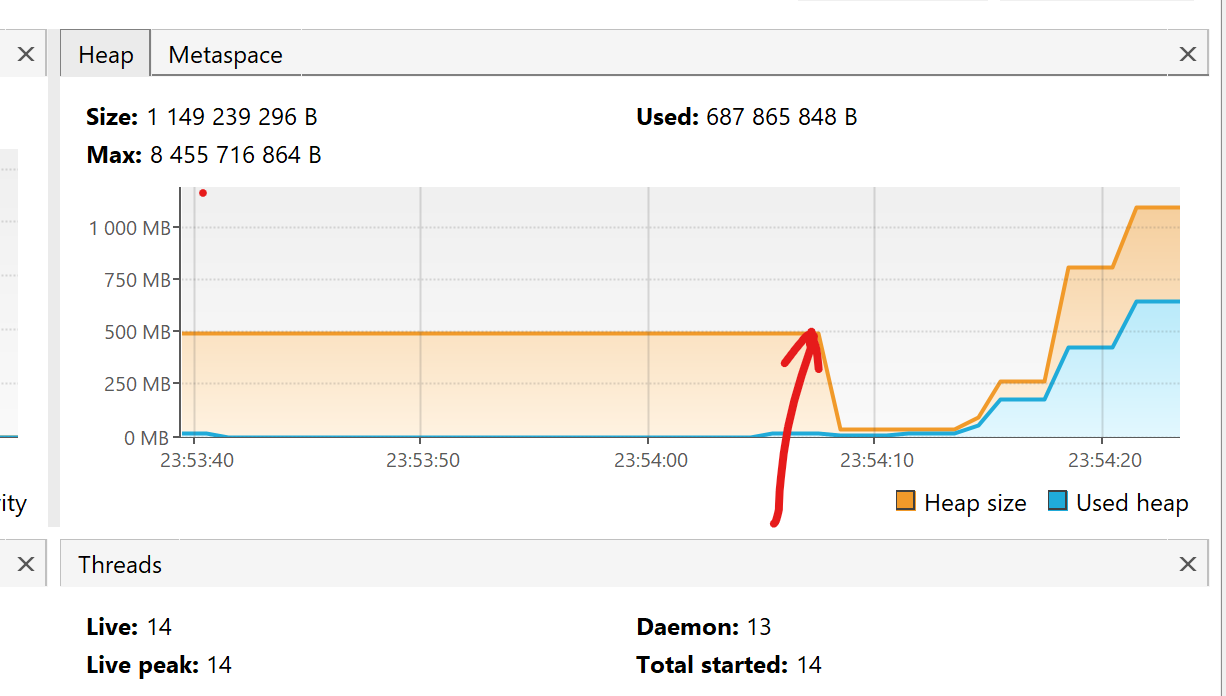 Heap Metaspace
Size: 1 149 239 296 B Used: 687 865 848 B
Max: 8 455 716 864 B
1 000 MB
750 MB
500 MB
250 MB
0 MB
23:53:40 23:53:50 23:54:00 23:54:10 23:54:20
ity Heap size Used heap
Threads
Live: 14 Daemon: 13
Live peak: 14 Total started: 14